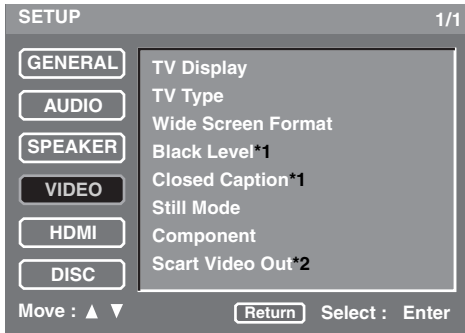 SETUP 1/1
GENERAL
AUDIO
SPEAKER
VIDEO
HDMI
DISC
TV Display
TV Type
Wide Screen Format
Black Level*1
Closed Caption*1
Still Mode
Component
Scart Video Out*2
Move : ▲ ▼ Return Select : Enter